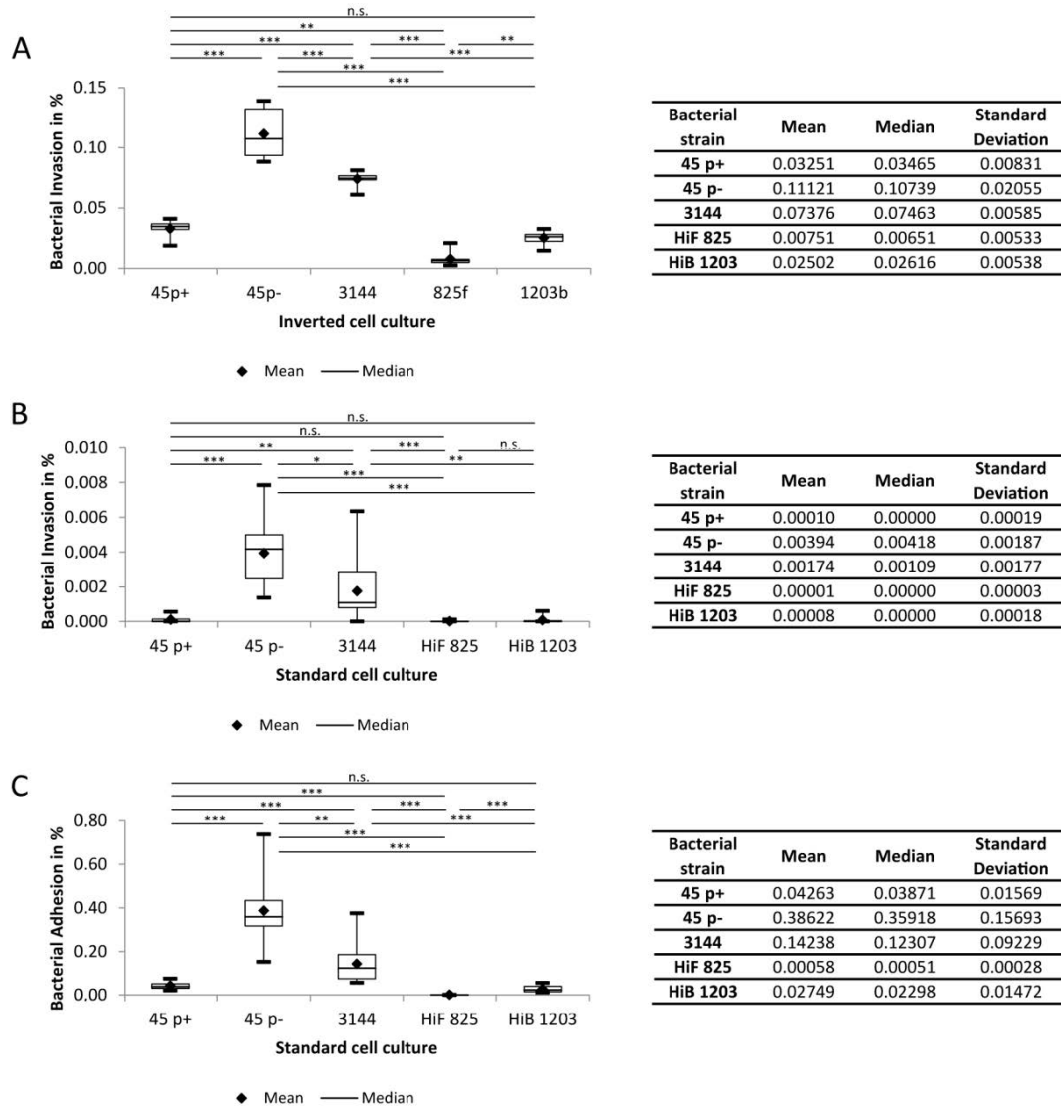 A
n.s.
**
*** *** **
*** *** ***
***
***
Bacterial Invasion in %
0.15
0.10
0.05
0.00
45p+ 45p- 3144 825f 1203b
Inverted cell culture
◆ Mean — Median
Bacterial strain Mean Median Standard Deviation
45 p+ 0.03251 0.03465 0.00831
45 p- 0.11121 0.10739 0.02055
3144 0.07376 0.07463 0.00585
HiF 825 0.00751 0.00651 0.00533
HiB 1203 0.02502 0.02616 0.00538
B
n.s.
n.s.
** *** n.s.
*** * **
***
***
Bacterial Invasion in %
0.010
0.008
0.006
0.004
0.002
0.000
45 p+ 45 p- 3144 HiF 825 HiB 1203
Standard cell culture
◆ Mean — Median
Bacterial strain Mean Median Standard Deviation
45 p+ 0.00010 0.00000 0.00019
45 p- 0.00394 0.00418 0.00187
3144 0.00174 0.00109 0.00177
HiF 825 0.00001 0.00000 0.00003
HiB 1203 0.00008 0.00000 0.00018
C
n.s.
***
*** *** ***
*** ** ***
***
***
Bacterial Adhesion in %
0.80
0.60
0.40
0.20
0.00
45 p+ 45 p- 3144 HiF 825 HiB 1203
Standard cell culture
◆ Mean — Median
Bacterial strain Mean Median Standard Deviation
45 p+ 0.04263 0.03871 0.01569
45 p- 0.38622 0.35918 0.15693
3144 0.14238 0.12307 0.09229
HiF 825 0.00058 0.00051 0.00028
HiB 1203 0.02749 0.02298 0.01472